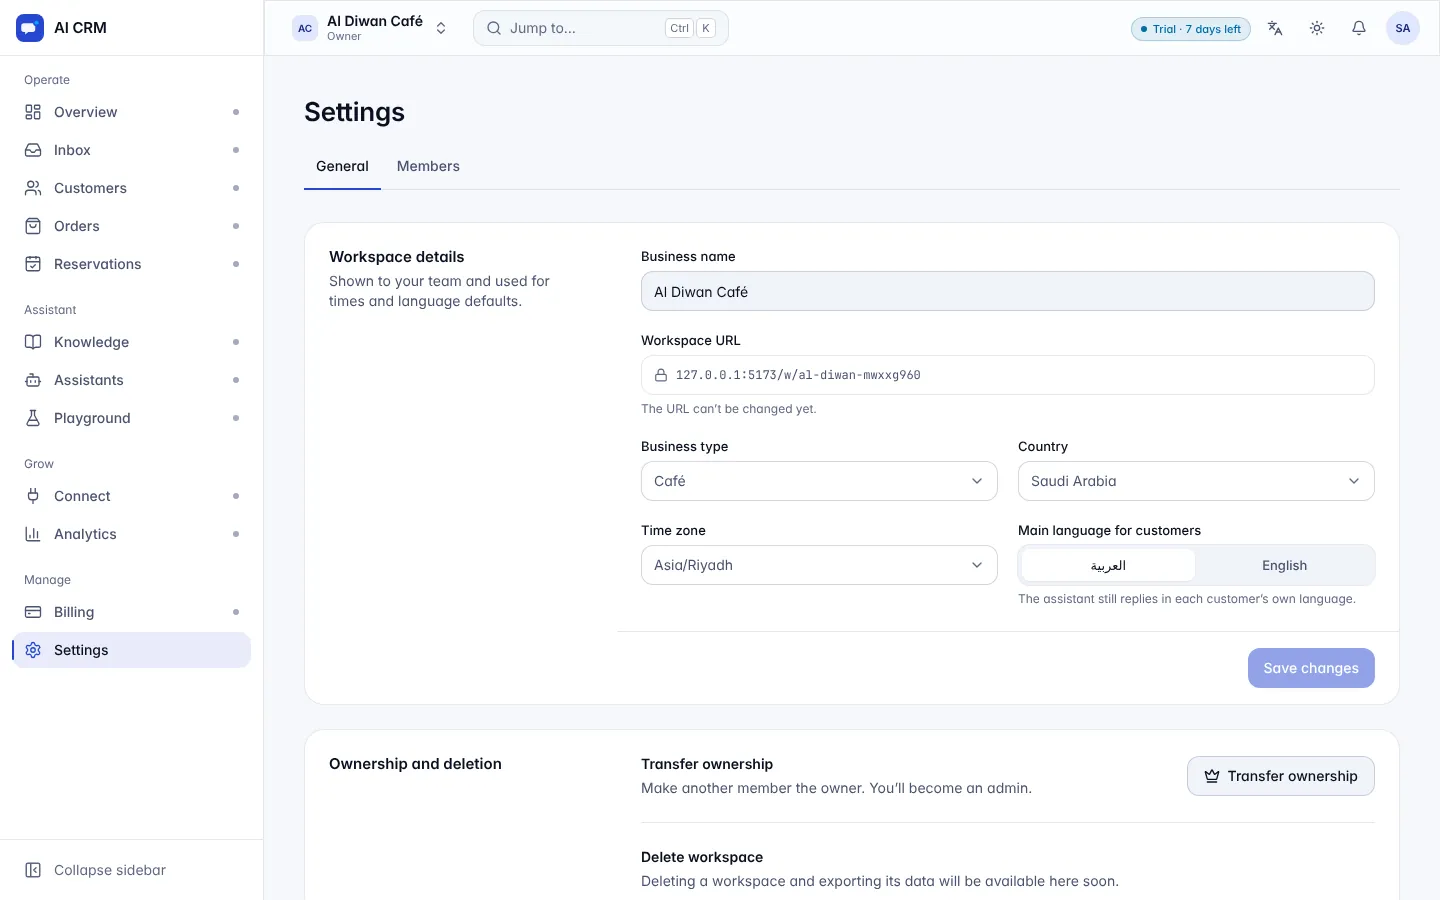 AI CRM
AC
Al Diwan Café
Owner
Jump to...
Ctrl
K
Trial · 7 days left
SA
Operate
Overview
Inbox
Customers
Orders
Reservations
Assistant
Knowledge
Assistants
Playground
Grow
Connect
Analytics
Manage
Billing
Settings
Collapse sidebar
Settings
General
Members
Workspace details
Shown to your team and used for
times and language defaults.
Business name
Al Diwan Café
Workspace URL
127.0.0.1:5173/w/al-diwan-mwxxg960
The URL can’t be changed yet.
Business type
Country
Café
Saudi Arabia
Time zone
Main language for customers
Asia/Riyadh
العربية
English
The assistant still replies in each customer’s own language.
Save changes
Ownership and deletion
Transfer ownership
Make another member the owner. You’ll become an admin.
Transfer ownership
Delete workspace
Deleting a workspace and exporting its data will be available here soon.